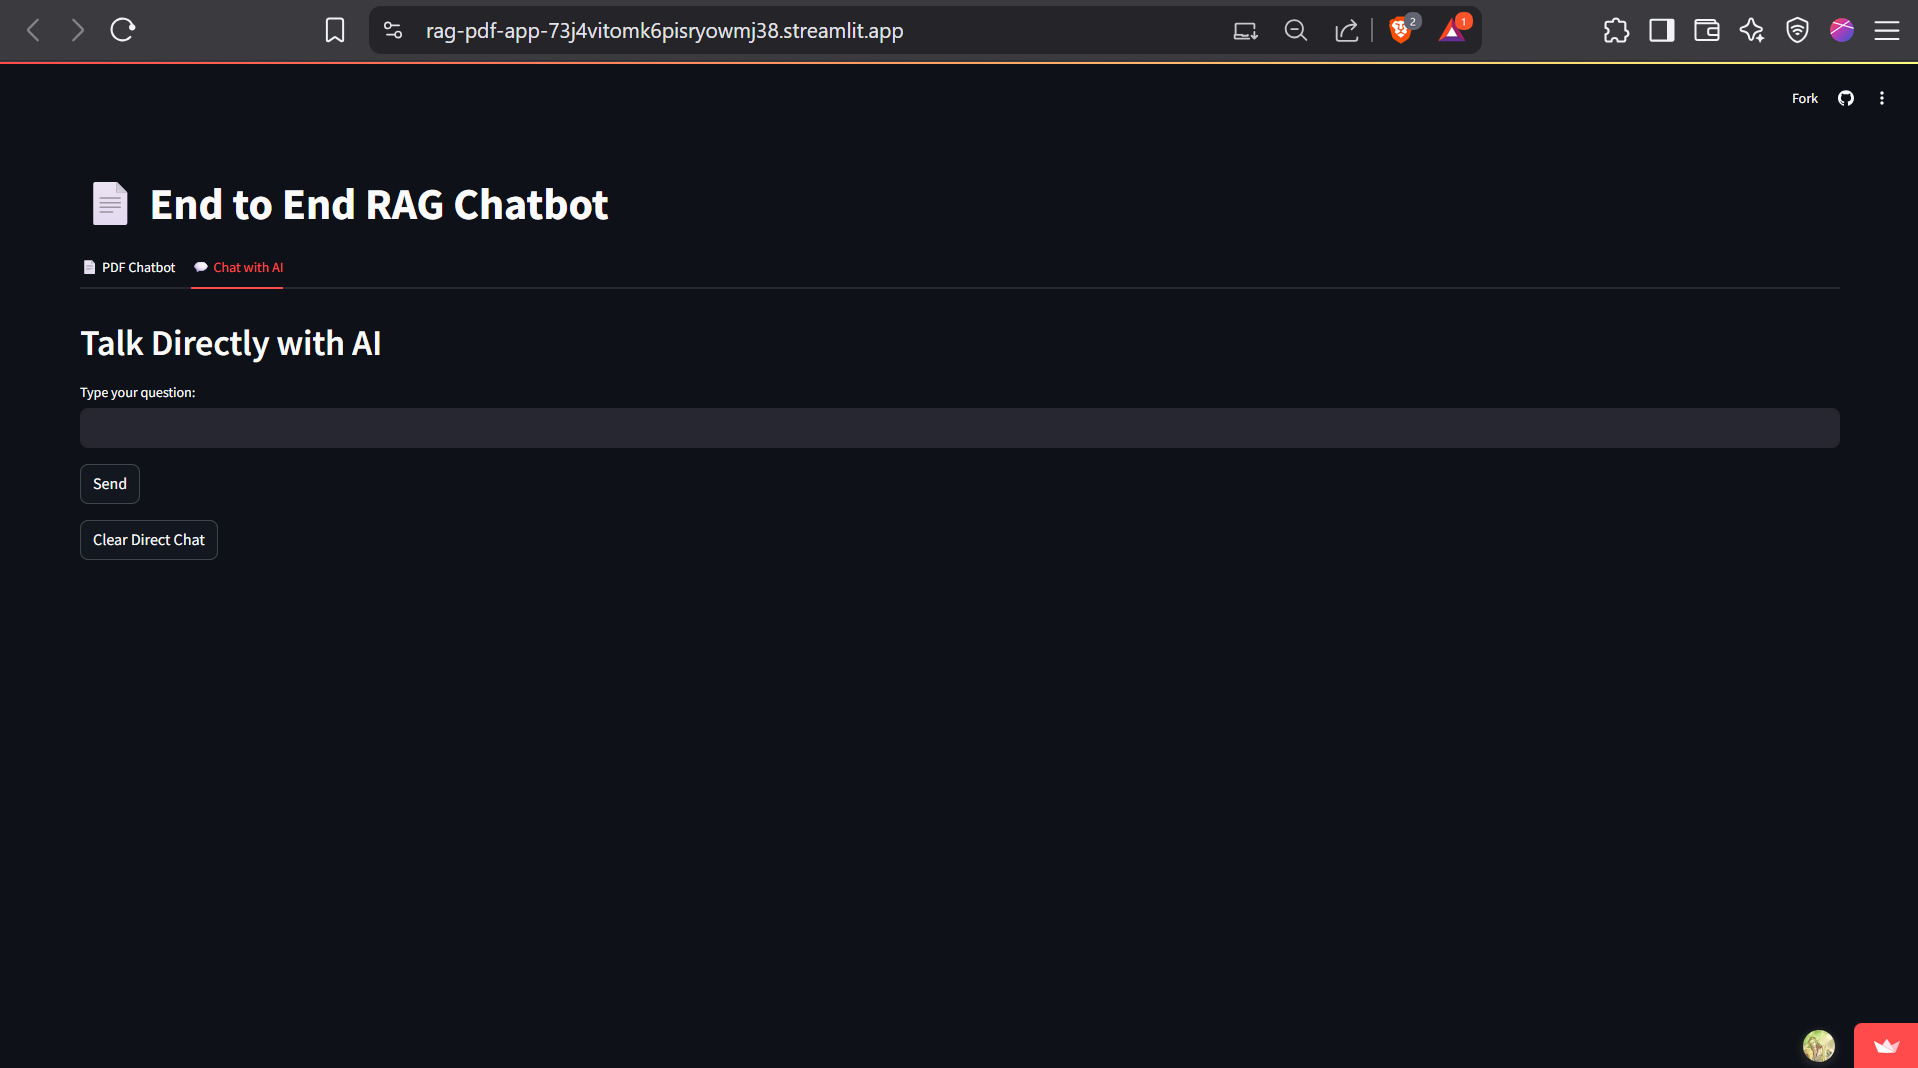 rag-pdf-app-73j4vitomk6pisryowmj38.streamlit.app
2
1
Fork
End to End RAG Chatbot
PDF Chatbot
Chat with AI
Talk Directly with AI
Type your question:
Send
Clear Direct Chat